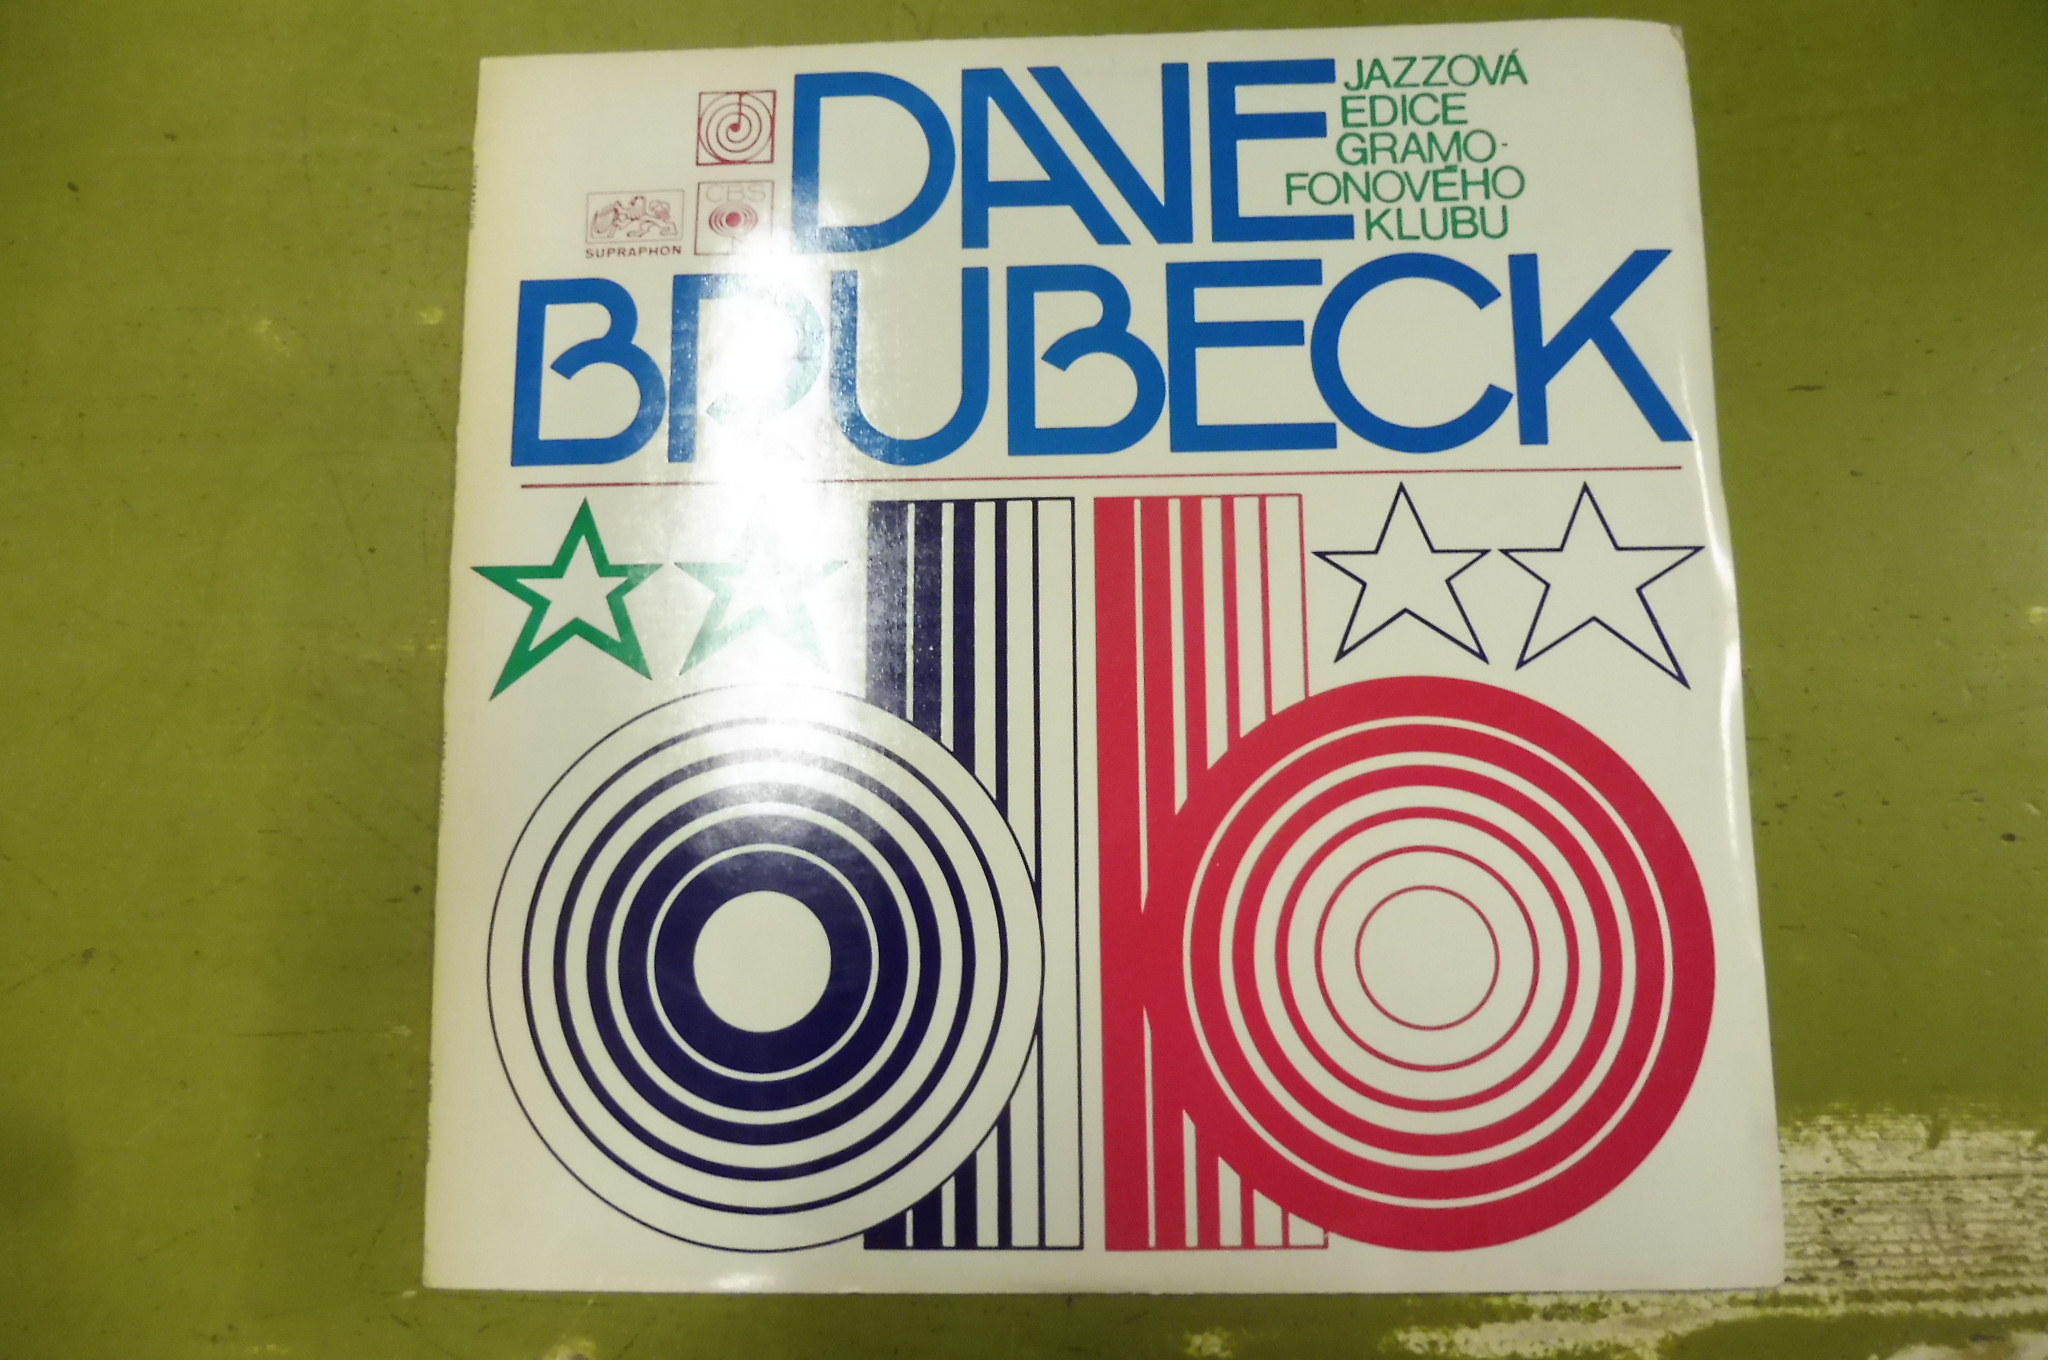 DAVE
JAZZOVÁ
EDICE
GRAMO-
FONOVÉHO
KLUBU
CBS
SUPRAPHON
BRUBECK